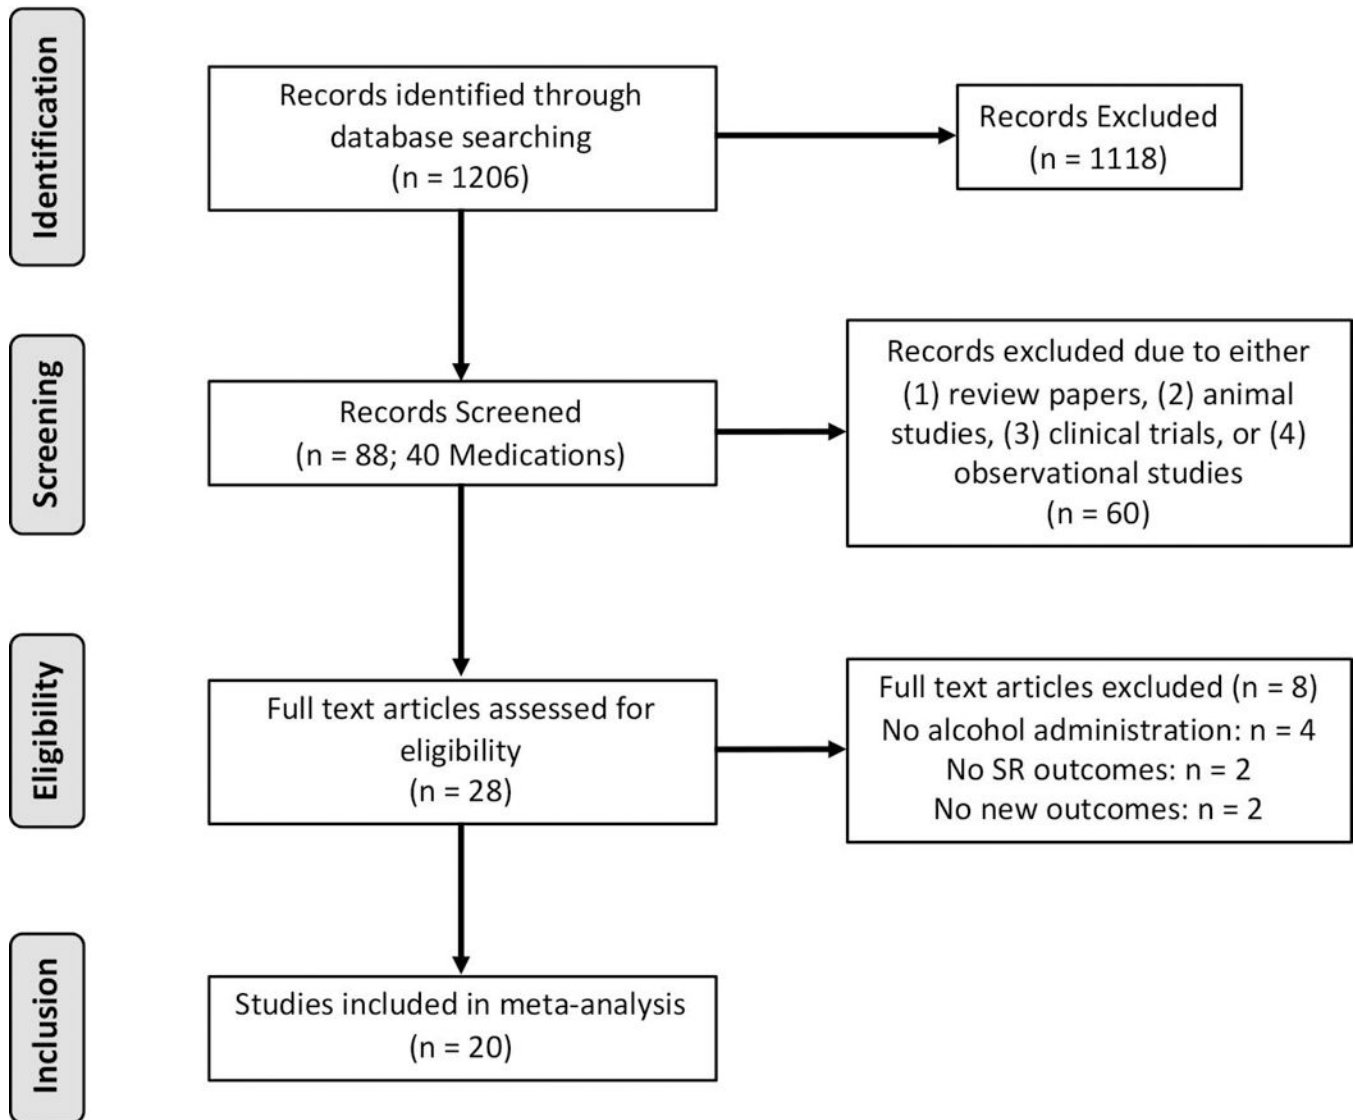 Identification
Records identified through
database searching
(n = 1206)
Records Excluded
(n = 1118)
Screening
Records Screened
(n = 88; 40 Medications)
Records excluded due to either
(1) review papers, (2) animal
studies, (3) clinical trials, or (4)
observational studies
(n = 60)
Eligibility
Full text articles assessed for
eligibility
(n = 28)
Full text articles excluded (n = 8)
No alcohol administration: n = 4
No SR outcomes: n = 2
No new outcomes: n = 2
Inclusion
Studies included in meta-analysis
(n = 20)